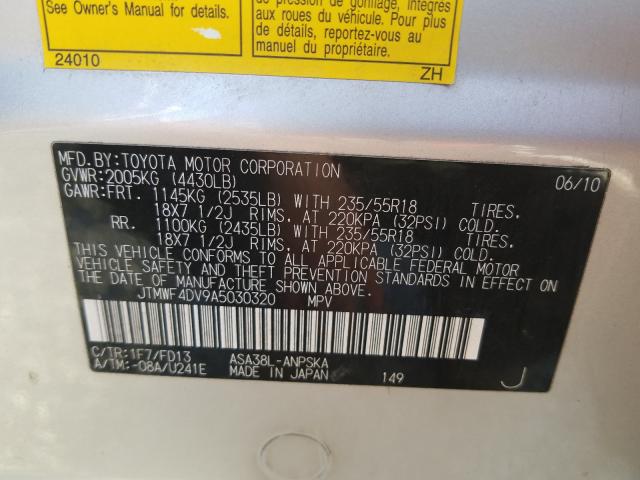 See Owner's Manual for details.
24010
de pression de gonflage, intégrés
aux roues du véhicule. Pour plus
de détails, reportez-vous au
manuel du propriétaire.
ZH
MFD.BY:TOYOTA MOTOR CORPORATION 06/10
GVWR:2005KG (4430LB)
GAWR:FRT. 1145KG (2535LB) WITH 235/55R18 TIRES.
18X7 1/2J RIMS, AT 220KPA (32PSI) COLD.
RR. 1100KG (2435LB) WITH 235/55R18 TIRES.
18X7 1/2J RIMS, AT 220KPA (32PSI) COLD.
THIS VEHICLE CONFORMS TO ALL APPLICABLE FEDERAL MOTOR
VEHICLE SAFETY AND THEFT PREVENTION STANDARDS IN EFFECT ON
THE DATE OF MANUFACTURE SHOWN ABOVE.
JTMWF4DV9A5030320 MPV
C/TR:1F7/FD13 ASA38L-ANPSKA
A/TM:-08A/U241E MADE IN JAPAN 149 J